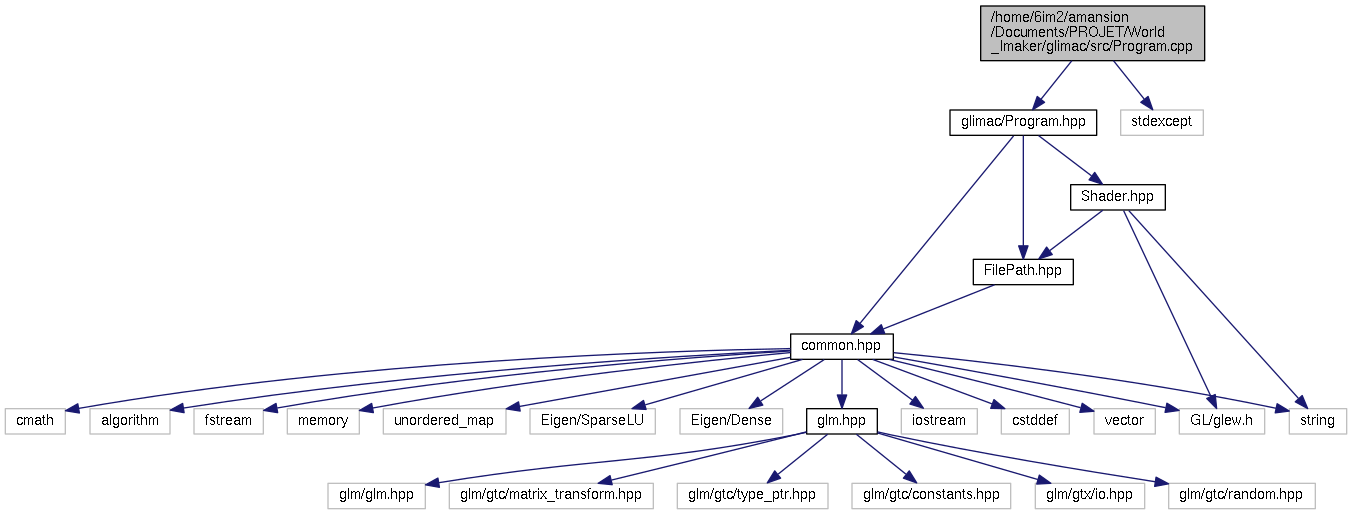 /home/6im2/amansion
/Documents/PROJET/World
_Imaker/glimac/src/Program.cpp
glimac/Program.hpp
stdexcept
Shader.hpp
FilePath.hpp
common.hpp
cmath
algorithm
fstream
memory
unordered_map
Eigen/SparseLU
Eigen/Dense
glm.hpp
iostream
cstddef
vector
GL/glew.h
string
glm/glm.hpp
glm/gtc/matrix_transform.hpp
glm/gtc/type_ptr.hpp
glm/gtc/constants.hpp
glm/gtx/io.hpp
glm/gtc/random.hpp